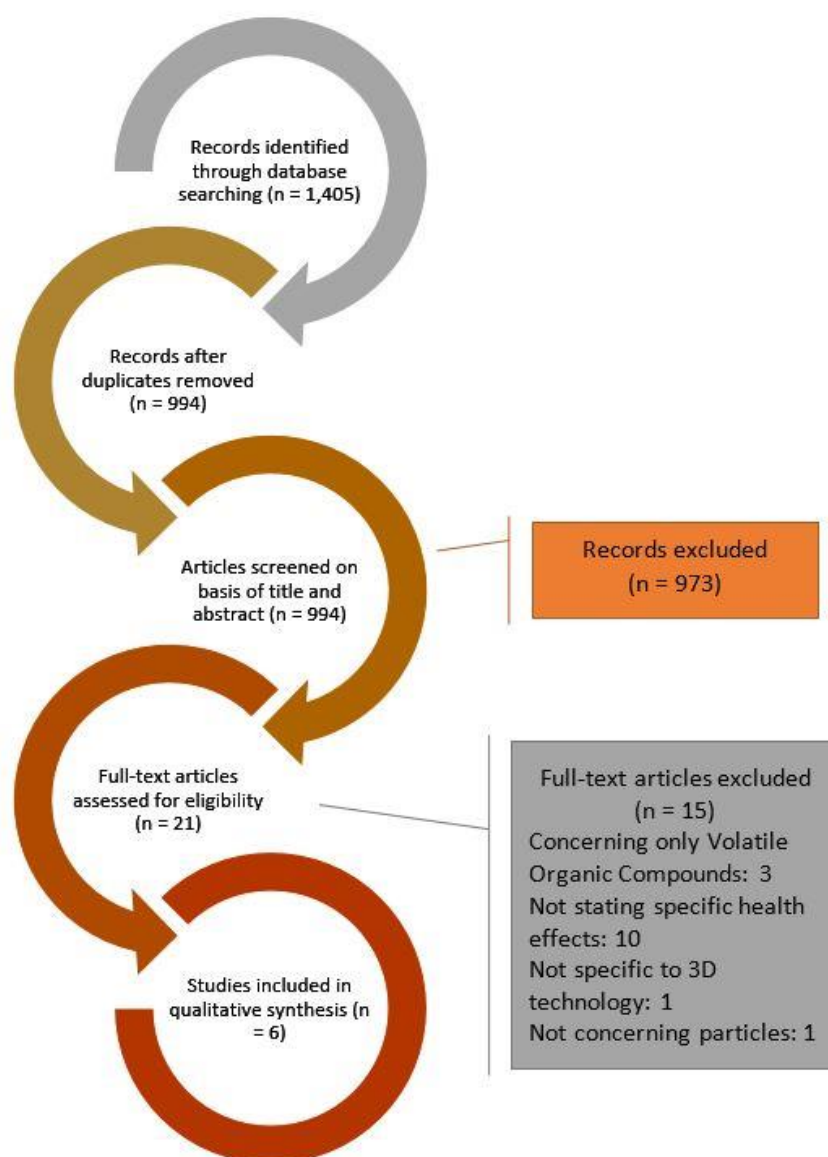 Records identified
through database
searching (n = 1,405)
Records after
duplicates removed
(n = 994)
Articles screened on
basis of title and
abstract (n = 994)
Records excluded
(n = 973)
Full-text articles
assessed for eligibility
(n = 21)
Full-text articles excluded
(n = 15)
Concerning only Volatile
Organic Compounds: 3
Not stating specific health
effects: 10
Not specific to 3D
technology: 1
Not concerning particles: 1
Studies included in
qualitative synthesis (n
= 6)